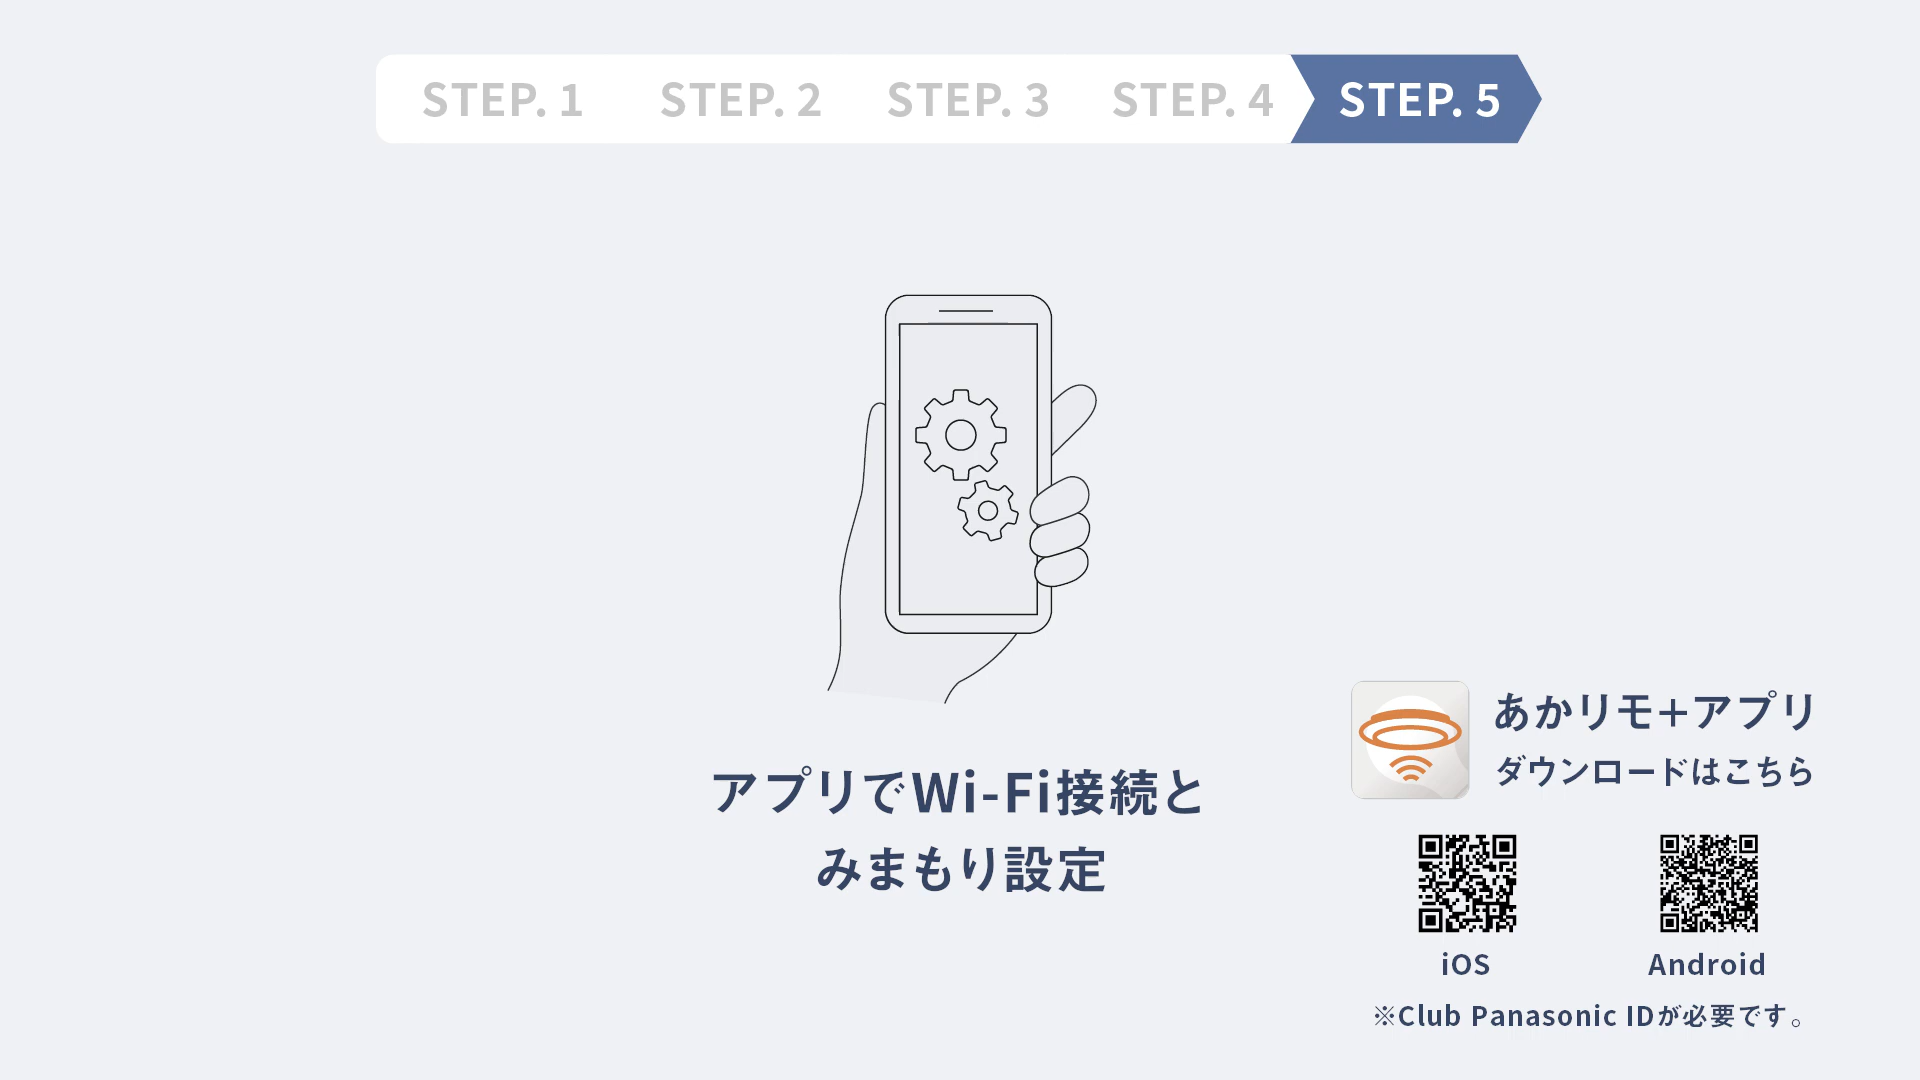 STEP. 1 STEP. 2 STEP. 3 STEP. 4 STEP. 5
アプリでWi-Fi接続と
みまもり設定
あかリモ+アプリ
ダウンロードはこちら
iOS Android
※Club Panasonic IDが必要です。